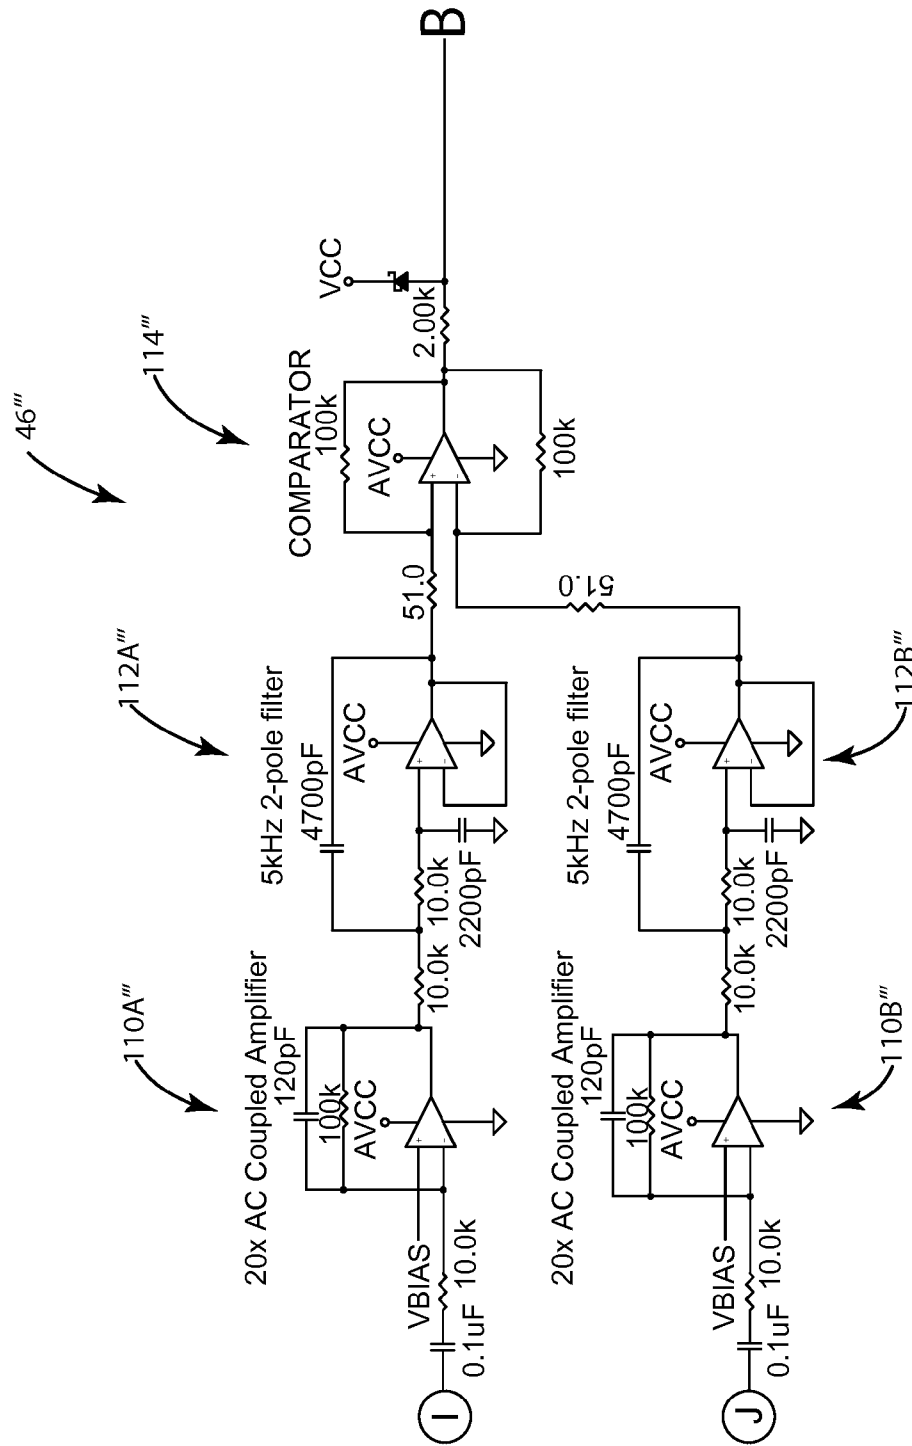 46‴
114‴
112A‴
110A‴
20x AC Coupled Amplifier
120pF
100k
AVCC
VBIAS
10.0k
0.1uF
I
10.0k
10.0k
5kHz 2-pole filter
4700pF
AVCC
2200pF
51.0
COMPARATOR
100k
AVCC
+
-
100k
2.00k
VCC
B
20x AC Coupled Amplifier
120pF
100k
AVCC
+
-
VBIAS
10.0k
0.1uF
J
10.0k
10.0k
5kHz 2-pole filter
4700pF
AVCC
+
-
2200pF
51.0
110B‴
112B‴